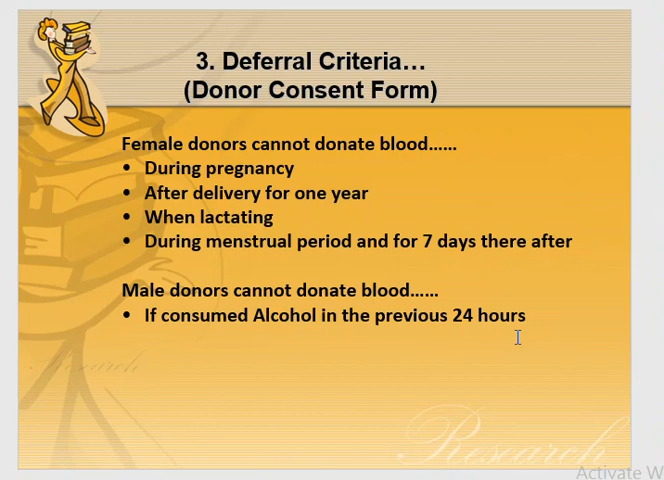 3. Deferral Criteria…
(Donor Consent Form)
Female donors cannot donate blood……
• During pregnancy
• After delivery for one year
• When lactating
• During menstrual period and for 7 days there after
Male donors cannot donate blood……
• If consumed Alcohol in the previous 24 hours
Research
Research
Activate W